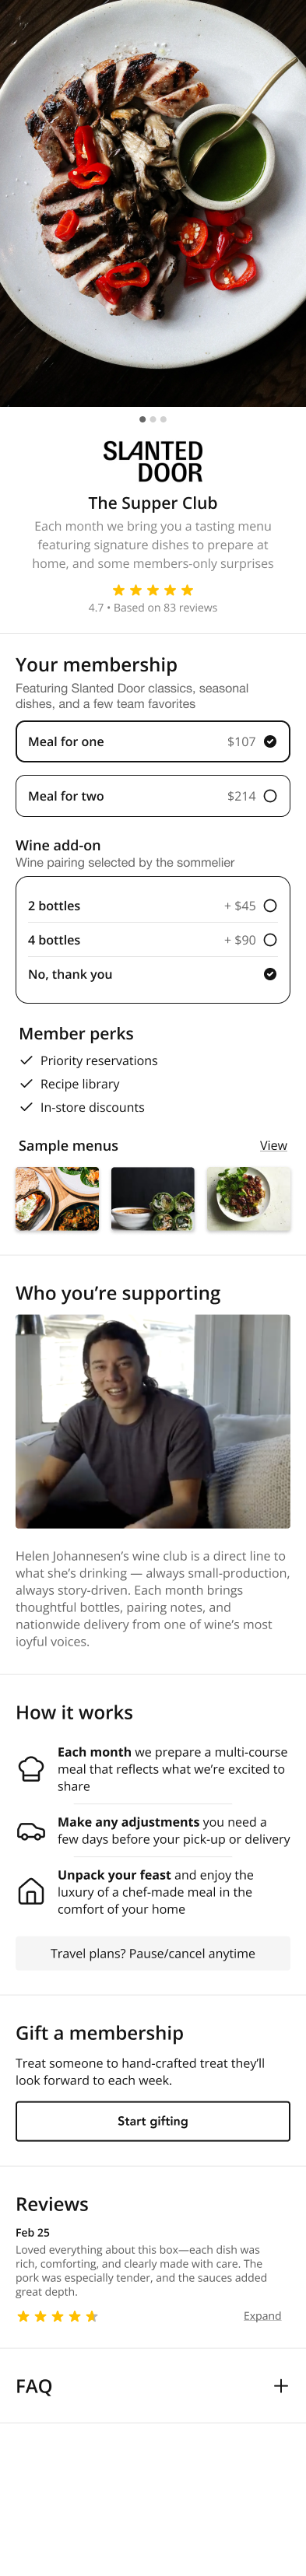 SLANTED
DOOR
The Supper Club
Each month we bring you a tasting menu
featuring signature dishes to prepare at
home, and some members-only surprises
4.7 • Based on 83 reviews
Your membership
Featuring Slanted Door classics, seasonal
dishes, and a few team favorites
Meal for one $107
Meal for two $214
Wine add-on
Wine pairing selected by the sommelier
2 bottles + $45
4 bottles + $90
No, thank you
Member perks
Priority reservations
Recipe library
In-store discounts
Sample menus View
Who you’re supporting
Helen Johannesen’s wine club is a direct line to
what she’s drinking — always small-production,
always story-driven. Each month brings
thoughtful bottles, pairing notes, and
nationwide delivery from one of wine’s most
joyful voices.
How it works
Each month we prepare a multi-course
meal that reflects what we’re excited to
share
Make any adjustments you need a
few days before your pick-up or delivery
Unpack your feast and enjoy the
luxury of a chef-made meal in the
comfort of your home
Travel plans? Pause/cancel anytime
Gift a membership
Treat someone to hand-crafted treat they’ll
look forward to each week.
Start gifting
Reviews
Feb 25
Loved everything about this box—each dish was
rich, comforting, and clearly made with care. The
pork was especially tender, and the sauces added
great depth.
Expand
FAQ